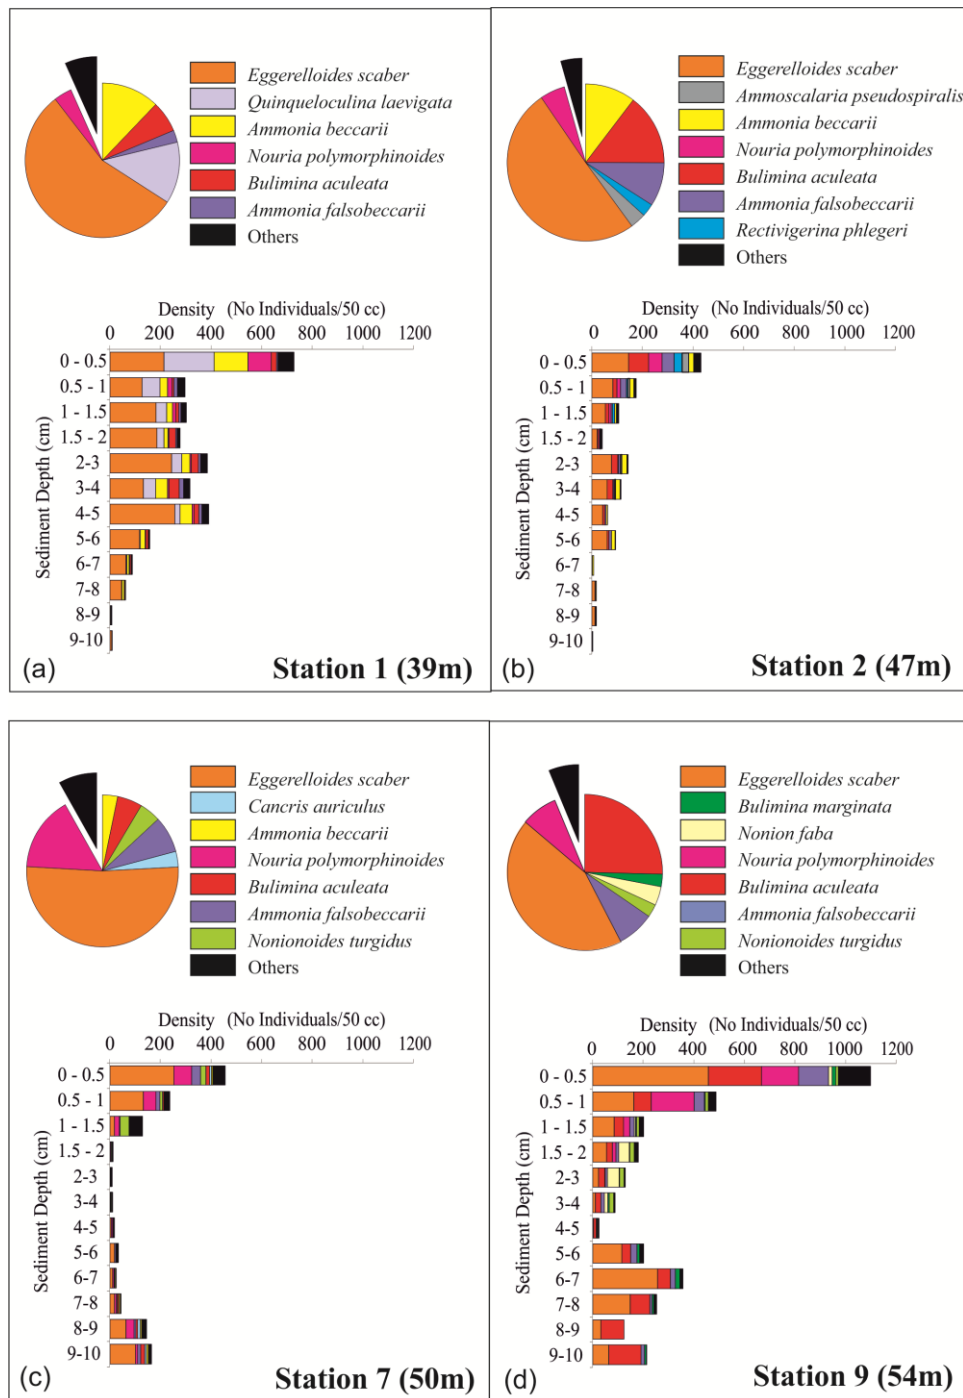 Eggerelloides scaber
Quinqueloculina laevigata
Ammonia beccarii
Nouria polymorphinoides
Bulimina aculeata
Ammonia falsobeccarii
Others
Density (No Individuals/50 cc)
0 200 400 600 800 1000 1200
Sediment Depth (cm)
0 - 0.5
0.5 - 1
1 - 1.5
1.5 - 2
2-3
3-4
4-5
5-6
6-7
7-8
8-9
9-10
(a) Station 1 (39m)
Eggerelloides scaber
Ammoscalaria pseudospiralis
Ammonia beccarii
Nouria polymorphinoides
Bulimina aculeata
Ammonia falsobeccarii
Rectivigerina phlegeri
Others
Density (No Individuals/50 cc)
0 200 400 600 800 1000 1200
Sediment Depth (cm)
0 - 0.5
0.5 - 1
1 - 1.5
1.5 - 2
2-3
3-4
4-5
5-6
6-7
7-8
8-9
9-10
(b) Station 2 (47m)
Eggerelloides scaber
Cancris auriculus
Ammonia beccarii
Nouria polymorphinoides
Bulimina aculeata
Ammonia falsobeccarii
Nonionoides turgidus
Others
Density (No Individuals/50 cc)
0 200 400 600 800 1000 1200
Sediment Depth (cm)
0 - 0.5
0.5 - 1
1 - 1.5
1.5 - 2
2-3
3-4
4-5
5-6
6-7
7-8
8-9
9-10
(c) Station 7 (50m)
Eggerelloides scaber
Bulimina marginata
Nonion faba
Nouria polymorphinoides
Bulimina aculeata
Ammonia falsobeccarii
Nonionoides turgidus
Others
Density (No Individuals/50 cc)
0 200 400 600 800 1000 1200
Sediment Depth (cm)
0 - 0.5
0.5 - 1
1 - 1.5
1.5 - 2
2-3
3-4
4-5
5-6
6-7
7-8
8-9
9-10
(d) Station 9 (54m)